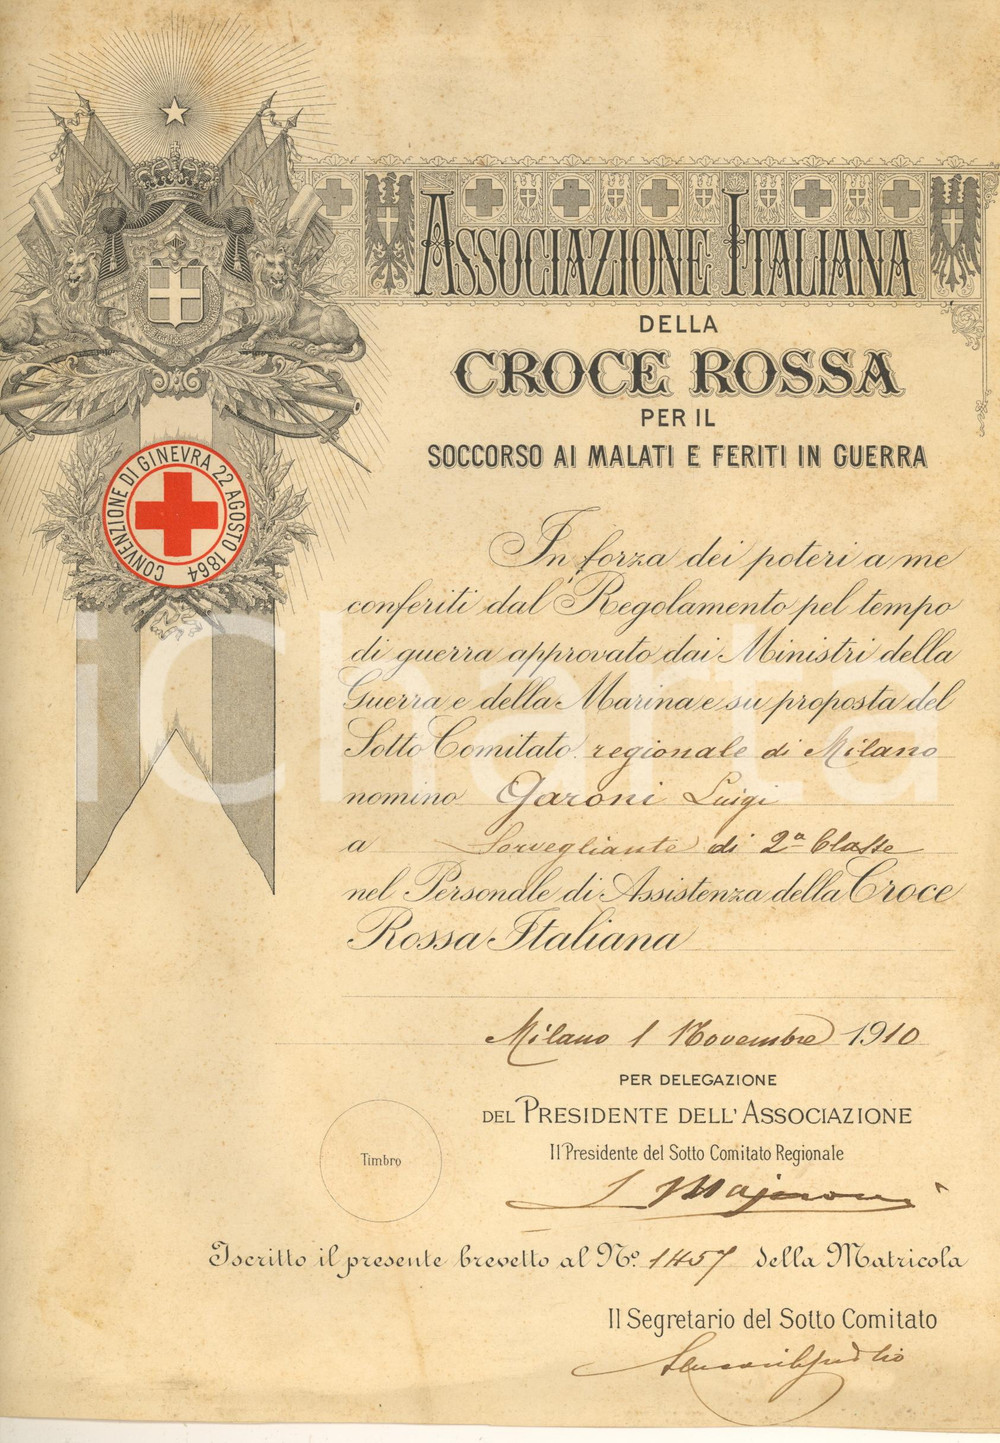 ASSOCIAZIONE ITALIANA
DELLA
CROCE ROSSA
PER IL
SOCCORSO AI MALATI E FERITI IN GUERRA
CONVENZIONE DI GINEVRA 22 AGOSTO 1864
In forza dei poteri a me
conferiti dal Regolamento pel tempo
di guerra approvato dai Ministri della
Guerra e della Marina e su proposta del
Sotto Comitato regionale di Milano
nomino Garoni Luigi
a Sorvegliante di 2a Classe
nel Personale di Assistenza della Croce
Rossa Italiana
Milano 1 Novembre 1910
PER DELEGAZIONE
DEL PRESIDENTE DELL'ASSOCIAZIONE
Il Presidente del Sotto Comitato Regionale
Timbro
Iscritto il presente brevetto al No. 1457 della Matricola
Il Segretario del Sotto Comitato
iCharta